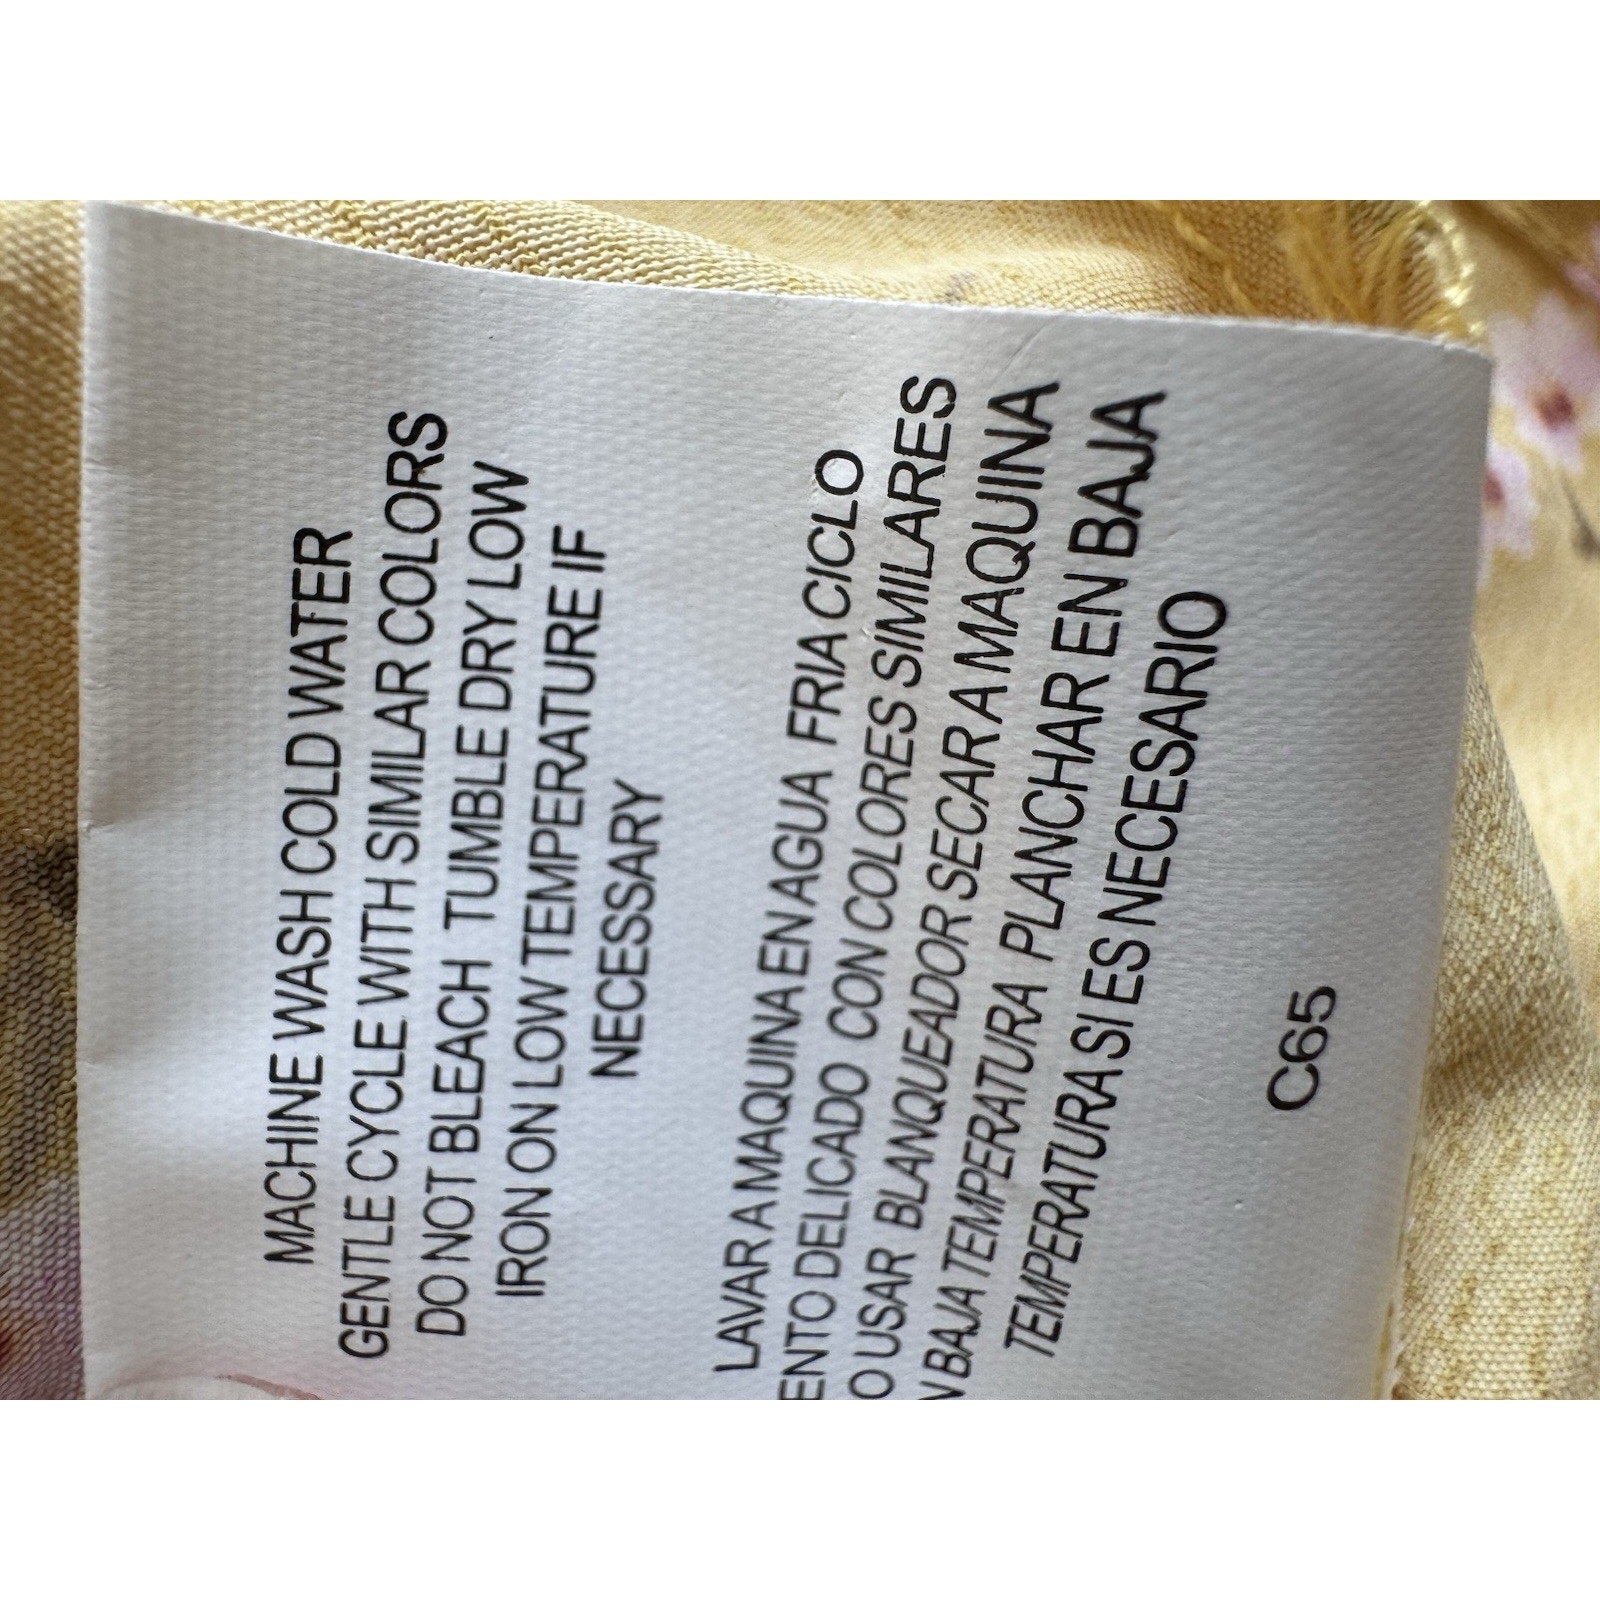 MACHINE WASH COLD WATER
GENTLE CYCLE WITH SIMILAR COLORS
DO NOT BLEACH TUMBLE DRY LOW
IRON ON LOW TEMPERATURE IF
NECESSARY
LAVAR A MAQUINA EN AGUA FRIA CICLO
ENTO DELICADO CON COLORES SIMILARES
O USAR BLANQUEADOR SECAR A MAQUINA
N BAJA TEMPERATURA PLANCHAR EN BAJA
TEMPERATURA SI ES NECESARIO
C65